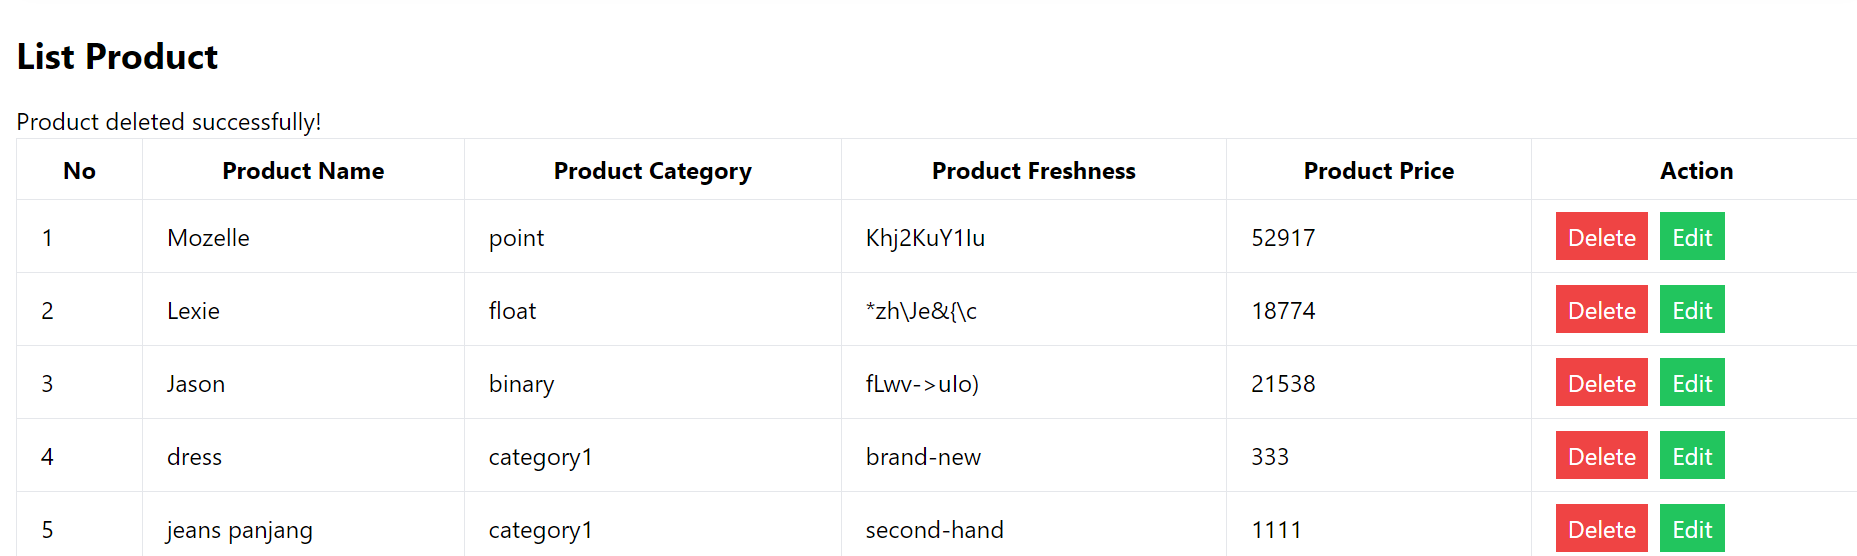 List Product
Product deleted successfully!
No Product Name Product Category Product Freshness Product Price Action
1 Mozelle point Khj2KuY1Iu 52917 Delete Edit
2 Lexie float *zh\Je&{\c 18774 Delete Edit
3 Jason binary fLwv->uIo) 21538 Delete Edit
4 dress category1 brand-new 333 Delete Edit
5 jeans panjang category1 second-hand 1111 Delete Edit